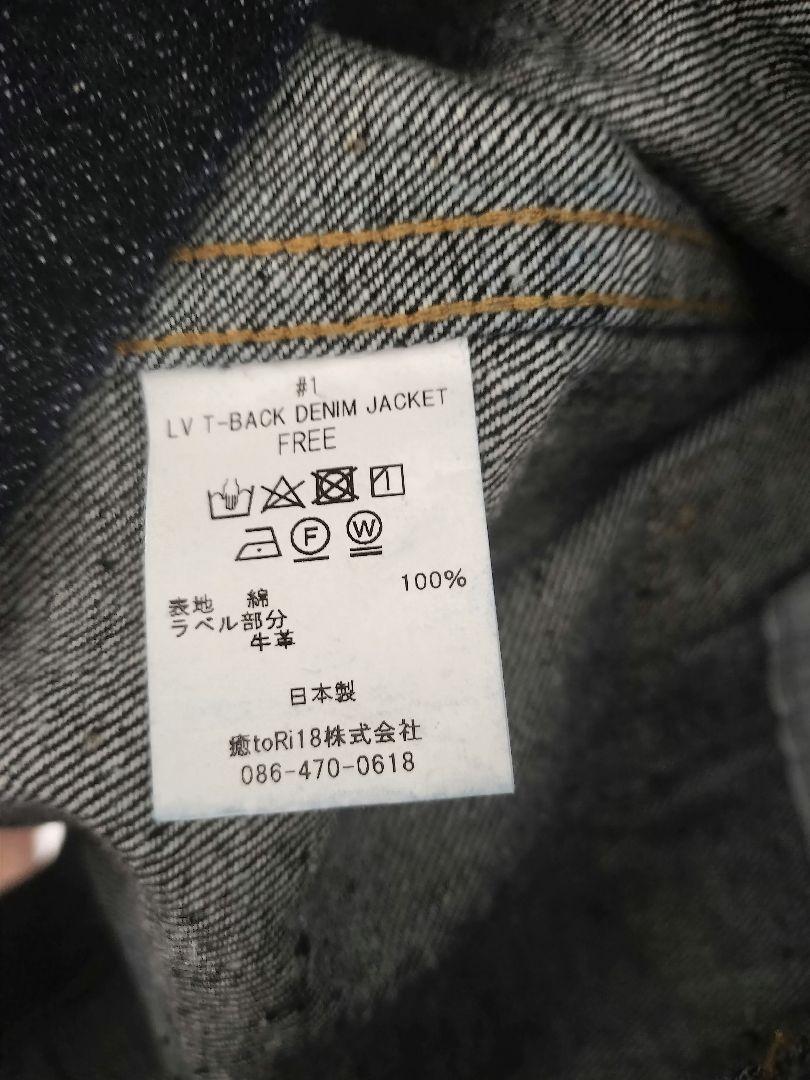 #1
LV T-BACK DENIM JACKET
FREE
F W
表地 綿 100%
ラベル部分
牛革
日本製
癒toRi18株式会社
086-470-0618